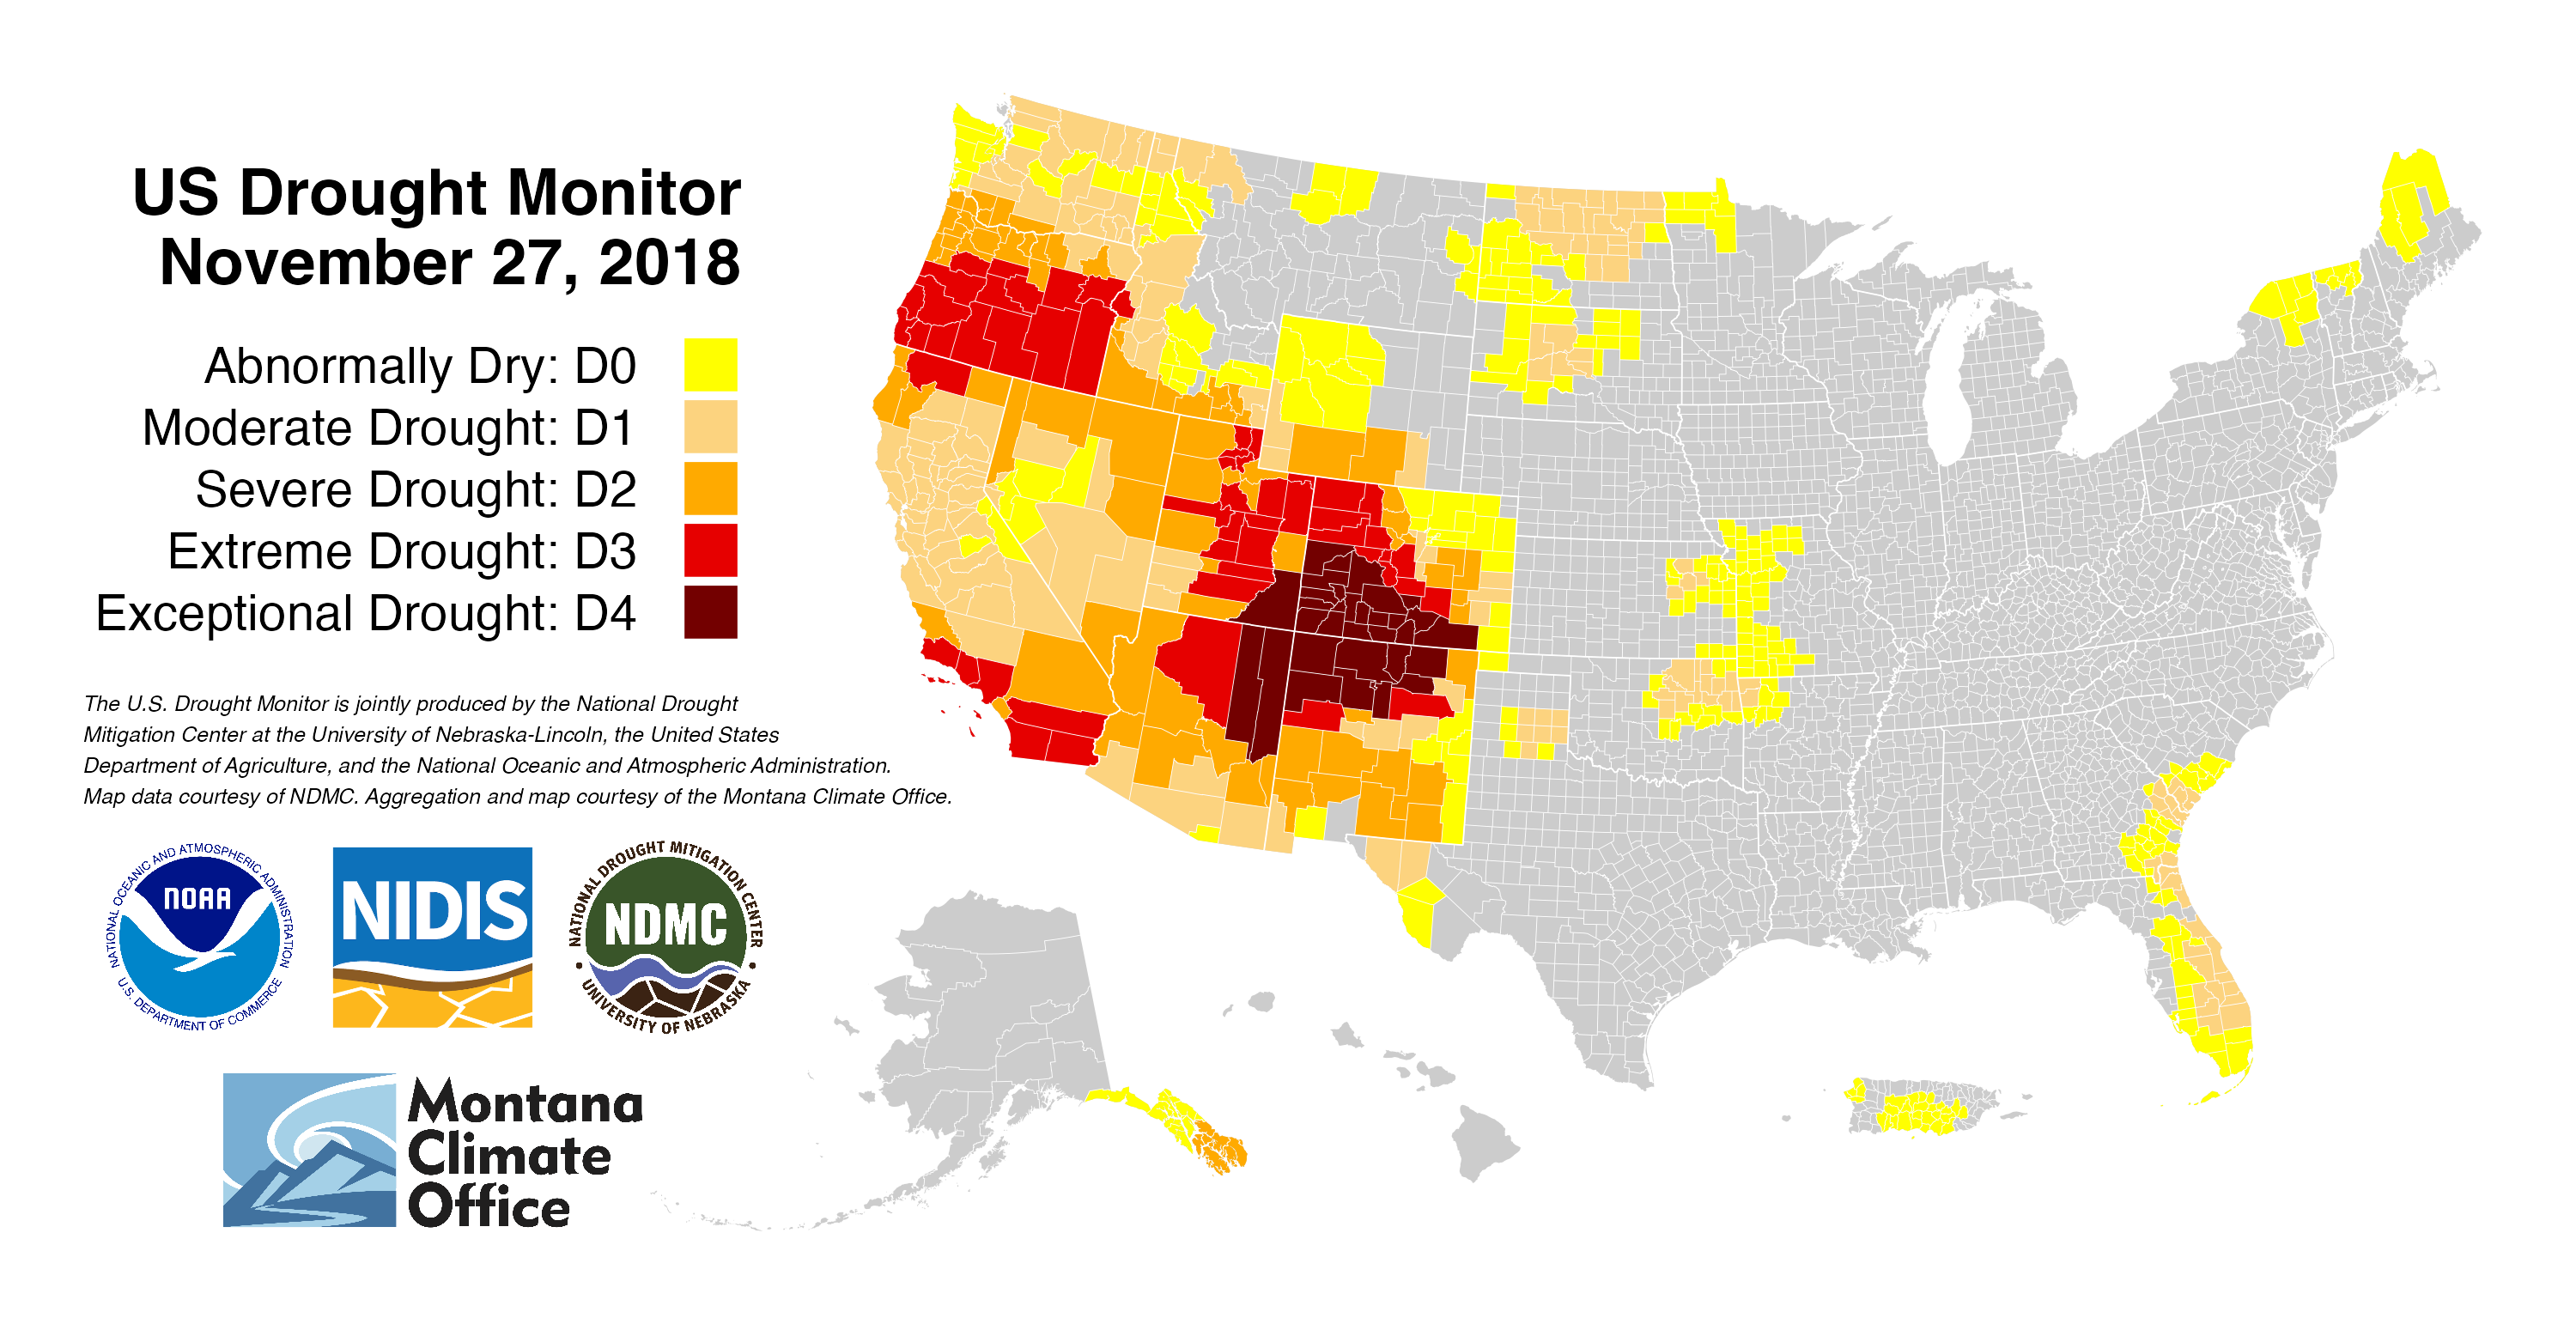 US Drought Monitor
November 27, 2018
Abnormally Dry: D0
Moderate Drought: D1
Severe Drought: D2
Extreme Drought: D3
Exceptional Drought: D4
The U.S. Drought Monitor is jointly produced by the National Drought
Mitigation Center at the University of Nebraska-Lincoln, the United States
Department of Agriculture, and the National Oceanic and Atmospheric Administration.
Map data courtesy of NDMC. Aggregation and map courtesy of the Montana Climate Office.
NATIONAL OCEANIC AND ATMOSPHERIC ADMINISTRATION
NOAA
U.S. DEPARTMENT OF COMMERCE
NIDIS
NATIONAL DROUGHT MITIGATION CENTER
NDMC
UNIVERSITY OF NEBRASKA
Montana
Climate
Office